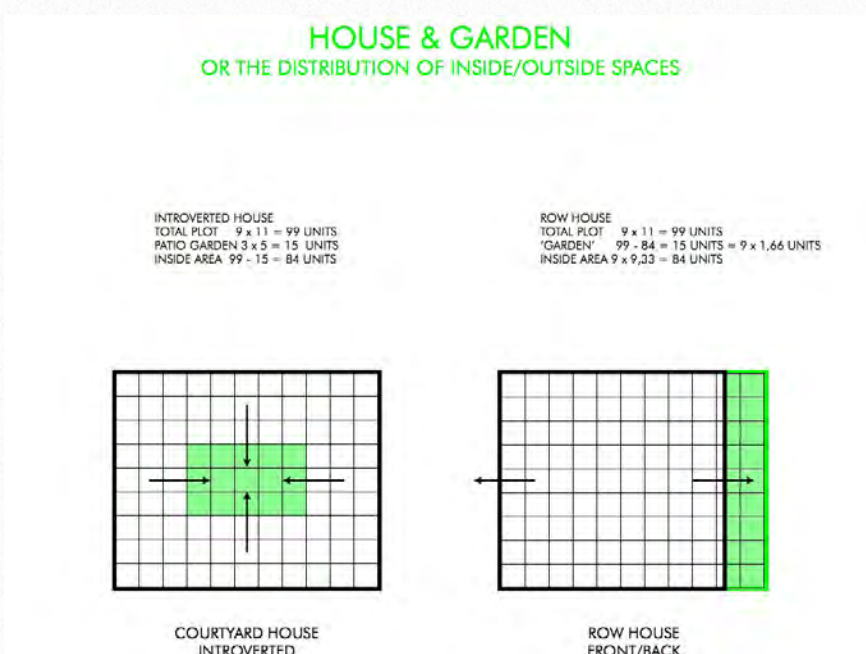 HOUSE & GARDEN
OR THE DISTRIBUTION OF INSIDE/OUTSIDE SPACES
INTROVERTED HOUSE
TOTAL PLOT 9 x 11 = 99 UNITS
PATIO GARDEN 3 x 5 = 15 UNITS
INSIDE AREA 99 - 15 = 84 UNITS
ROW HOUSE
TOTAL PLOT 9 x 11 = 99 UNITS
'GARDEN' 99 - 84 = 15 UNITS = 9 x 1,66 UNITS
INSIDE AREA 9 x 9,33 = 84 UNITS
COURTYARD HOUSE
INTROVERTED
ROW HOUSE
FRONT/BACK